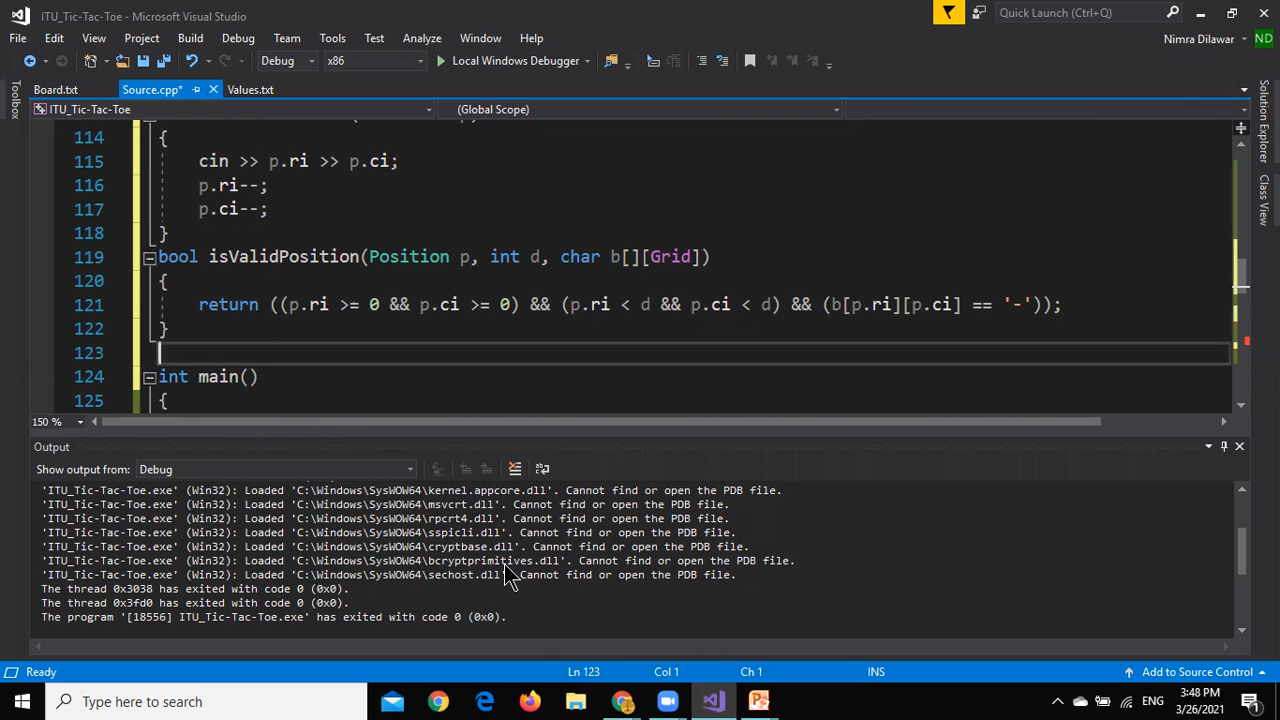 ITU_Tic-Tac-Toe - Microsoft Visual Studio
Quick Launch (Ctrl+Q)
File Edit View Project Build Debug Team Tools Test Analyze Window Help
Nimra Dilawar ND
Debug x86 Local Windows Debugger
Board.txt Source.cpp* Values.txt
ITU_Tic-Tac-Toe (Global Scope)
Toolbox
Solution Explorer
Class View
114 {
115 cin >> p.ri >> p.ci;
116 p.ri--;
117 p.ci--;
118 }
119 bool isValidPosition(Position p, int d, char b[][Grid])
120 {
121 return ((p.ri >= 0 && p.ci >= 0) && (p.ri < d && p.ci < d) && (b[p.ri][p.ci] == '-'));
122 }
123
124 int main()
125 {
150 %
Output
Show output from: Debug
'ITU_Tic-Tac-Toe.exe' (Win32): Loaded 'C:\Windows\SysWOW64\kernel.appcore.dll'. Cannot find or open the PDB file.
'ITU_Tic-Tac-Toe.exe' (Win32): Loaded 'C:\Windows\SysWOW64\msvcrt.dll'. Cannot find or open the PDB file.
'ITU_Tic-Tac-Toe.exe' (Win32): Loaded 'C:\Windows\SysWOW64\rpcrt4.dll'. Cannot find or open the PDB file.
'ITU_Tic-Tac-Toe.exe' (Win32): Loaded 'C:\Windows\SysWOW64\sspicli.dll'. Cannot find or open the PDB file.
'ITU_Tic-Tac-Toe.exe' (Win32): Loaded 'C:\Windows\SysWOW64\cryptbase.dll'. Cannot find or open the PDB file.
'ITU_Tic-Tac-Toe.exe' (Win32): Loaded 'C:\Windows\SysWOW64\bcryptprimitives.dll'. Cannot find or open the PDB file.
'ITU_Tic-Tac-Toe.exe' (Win32): Loaded 'C:\Windows\SysWOW64\sechost.dll'. Cannot find or open the PDB file.
The thread 0x3038 has exited with code 0 (0x0).
The thread 0x3fd0 has exited with code 0 (0x0).
The program '[18556] ITU_Tic-Tac-Toe.exe' has exited with code 0 (0x0).
Ready Ln 123 Col 1 Ch 1 INS Add to Source Control
Type here to search
ENG
3:48 PM
3/26/2021
1